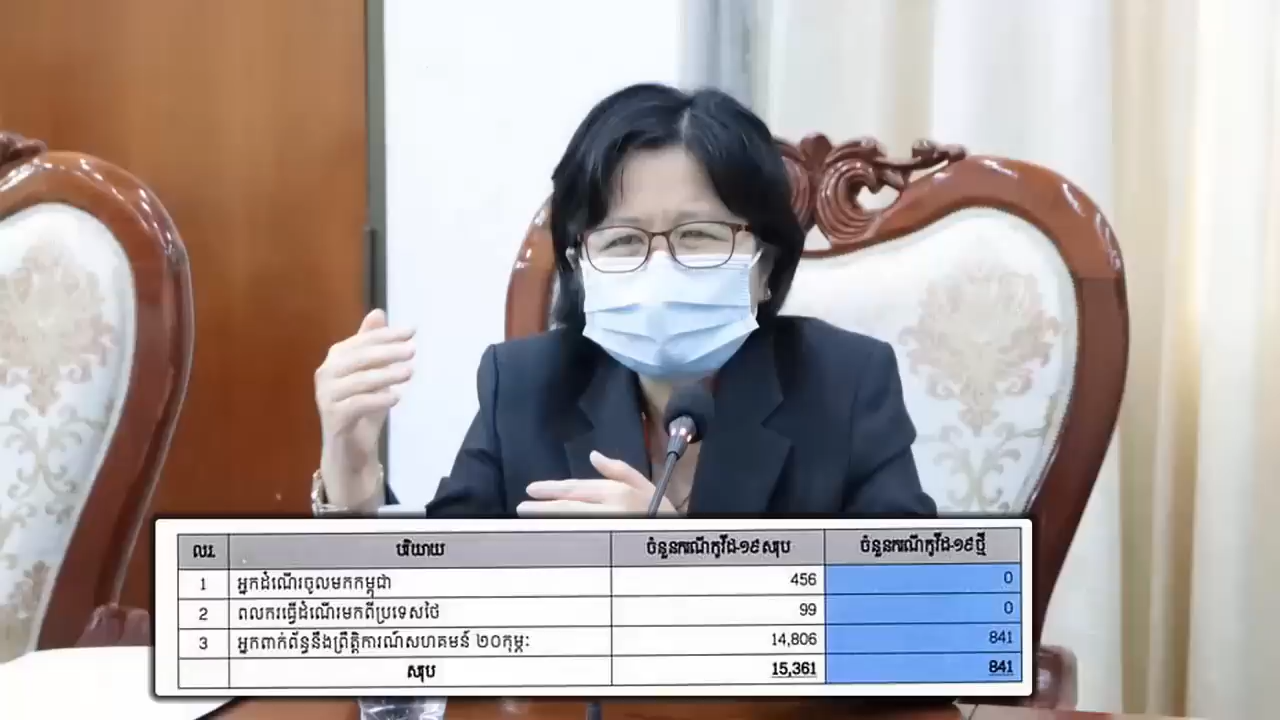 ល.រ. បរិយាយ ចំនួនករណីកូវីដ-១៩សរុប ចំនួនករណីកូវីដ-១៩ថ្មី
1 អ្នកដំណើរចូលមកកម្ពុជា 456 0
2 ពលករធ្វើដំណើរមកពីប្រទេសថៃ 99 0
3 អ្នកពាក់ព័ន្ធនឹងព្រឹត្តិការណ៍សហគមន៍ ២០កុម្ភៈ 14,806 841
សរុប 15,361 841